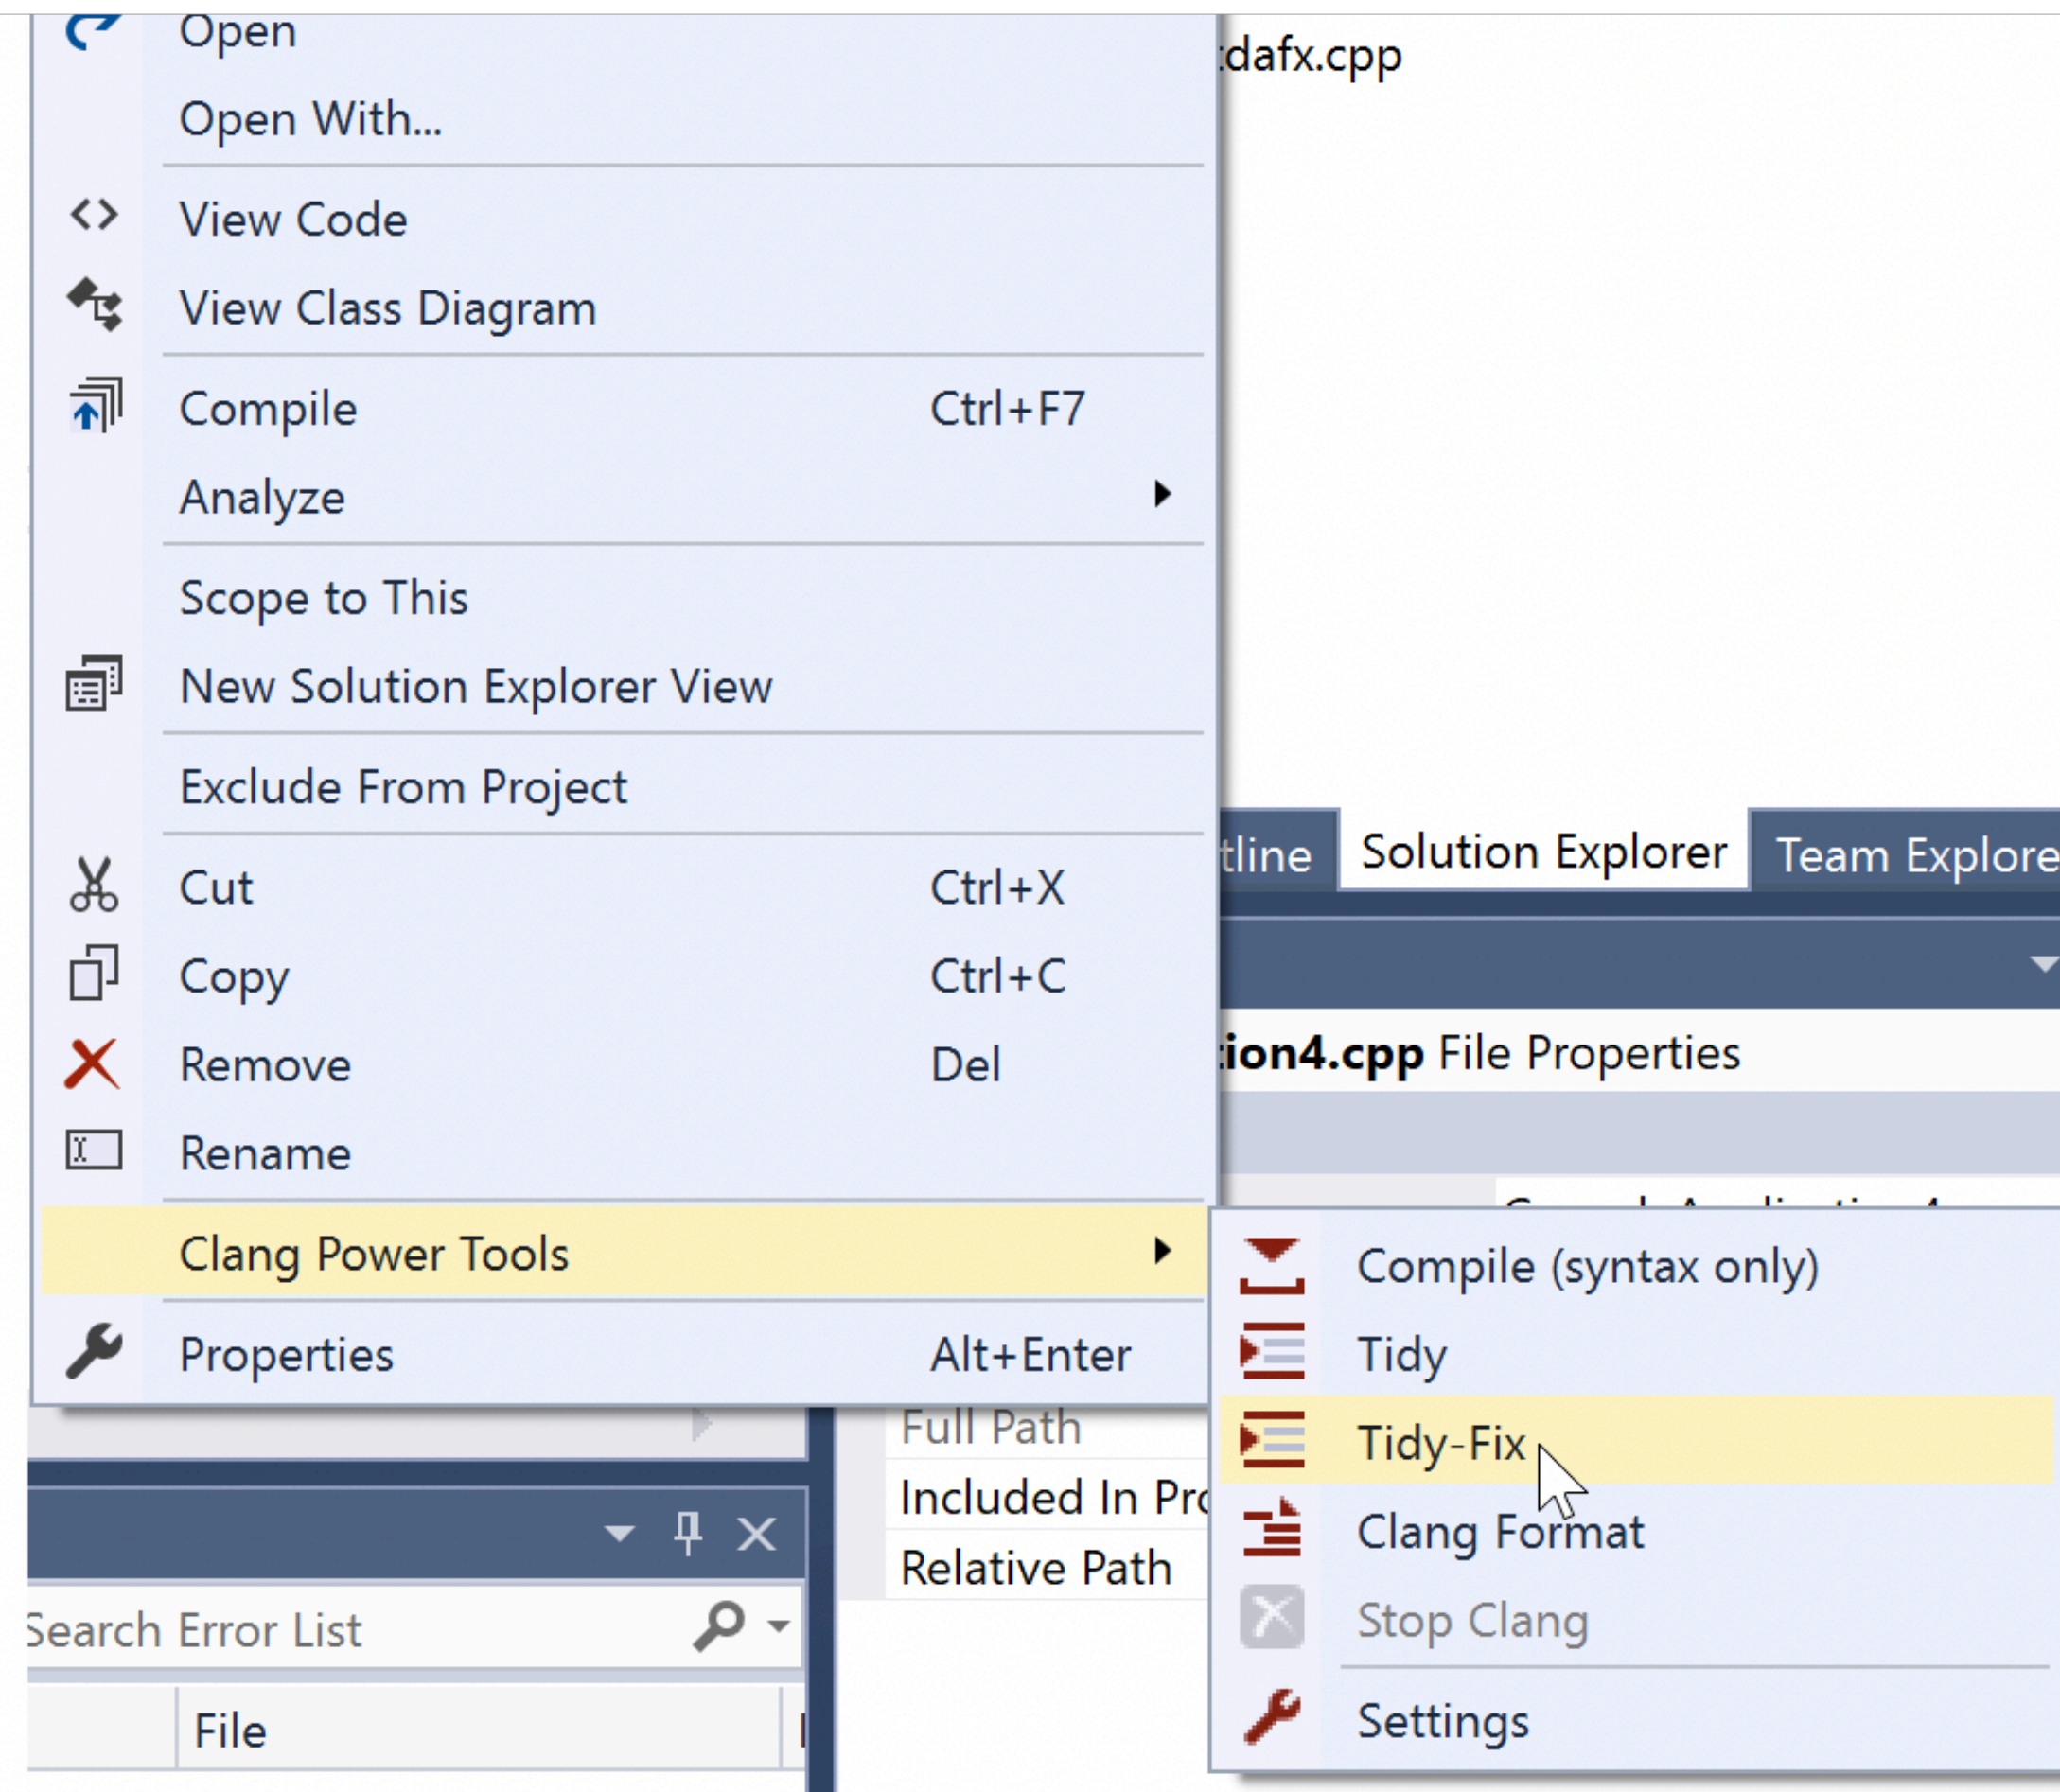 Open
Open With...
View Code
View Class Diagram
Compile Ctrl+F7
Analyze
Scope to This
New Solution Explorer View
Exclude From Project
Cut Ctrl+X
Copy Ctrl+C
Remove Del
Rename
Clang Power Tools
Properties Alt+Enter
tdafx.cpp
tline Solution Explorer Team Explore
tion4.cpp File Properties
Compile (syntax only)
Tidy
Tidy-Fix
Clang Format
Stop Clang
Settings
Full Path
Included In Pro
Relative Path
Search Error List
File